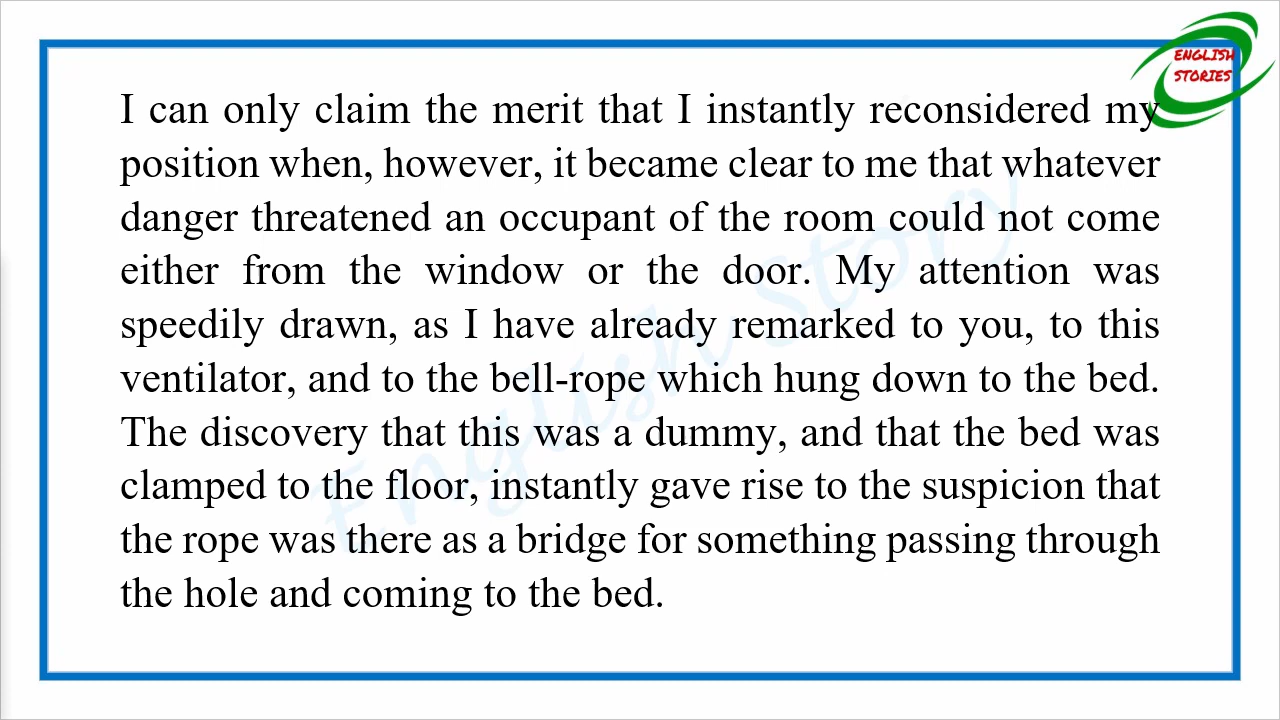 ENGLISH
STORIES
I can only claim the merit that I instantly reconsidered my
position when, however, it became clear to me that whatever
danger threatened an occupant of the room could not come
either from the window or the door. My attention was
speedily drawn, as I have already remarked to you, to this
ventilator, and to the bell-rope which hung down to the bed.
The discovery that this was a dummy, and that the bed was
clamped to the floor, instantly gave rise to the suspicion that
the rope was there as a bridge for something passing through
the hole and coming to the bed.
English Story